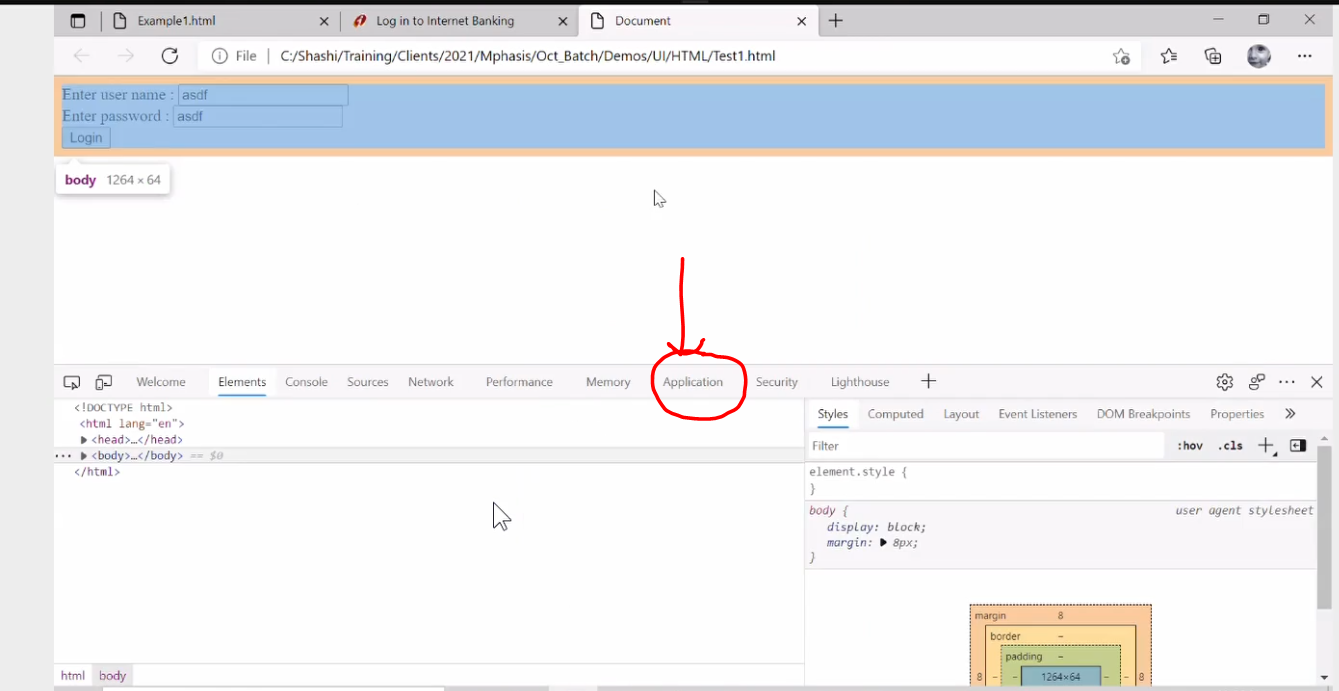 Example1.html
Log in to Internet Banking
Document
File
C:/Shashi/Training/Clients/2021/Mphasis/Oct_Batch/Demos/UI/HTML/Test1.html
Enter user name : asdf
Enter password : asdf
Login
body 1264 × 64
Welcome Elements Console Sources Network Performance Memory Application Security Lighthouse
<!DOCTYPE html>
<html lang="en">
<head>…</head>
<body>…</body> == $0
</html>
html body
Styles Computed Layout Event Listeners DOM Breakpoints Properties
Filter :hov .cls
element.style {
}
body { user agent stylesheet
display: block;
margin: 8px;
}
margin 8
border –
padding –
8 – – 1264×64 – – 8